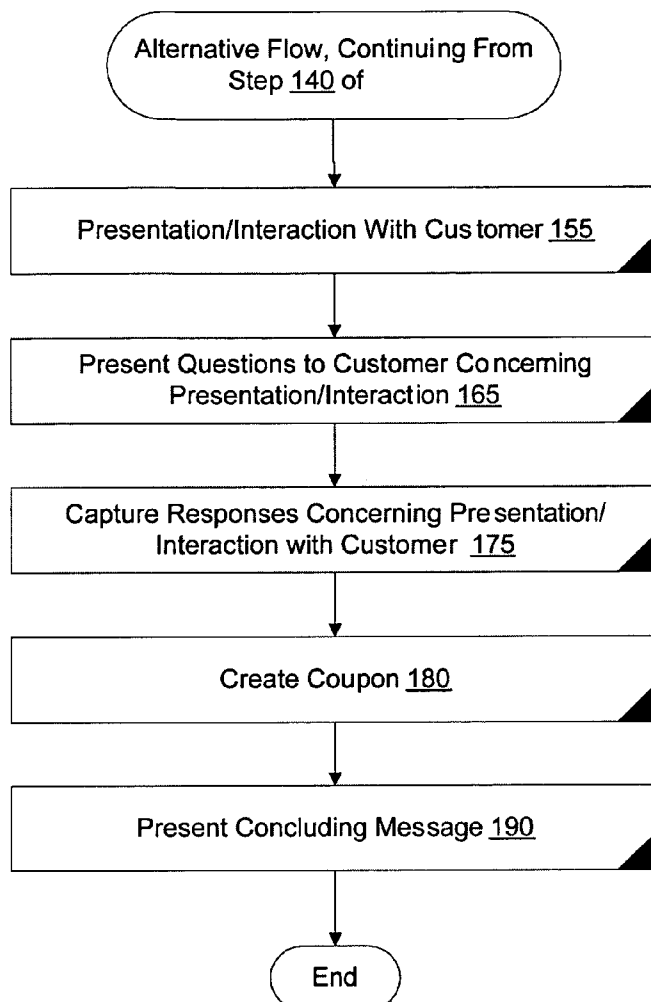 Alternative Flow, Continuing From
Step 140 of
Presentation/Interaction With Customer 155
Present Questions to Customer Concerning
Presentation/Interaction 165
Capture Responses Concerning Presentation/
Interaction with Customer 175
Create Coupon 180
Present Concluding Message 190
End